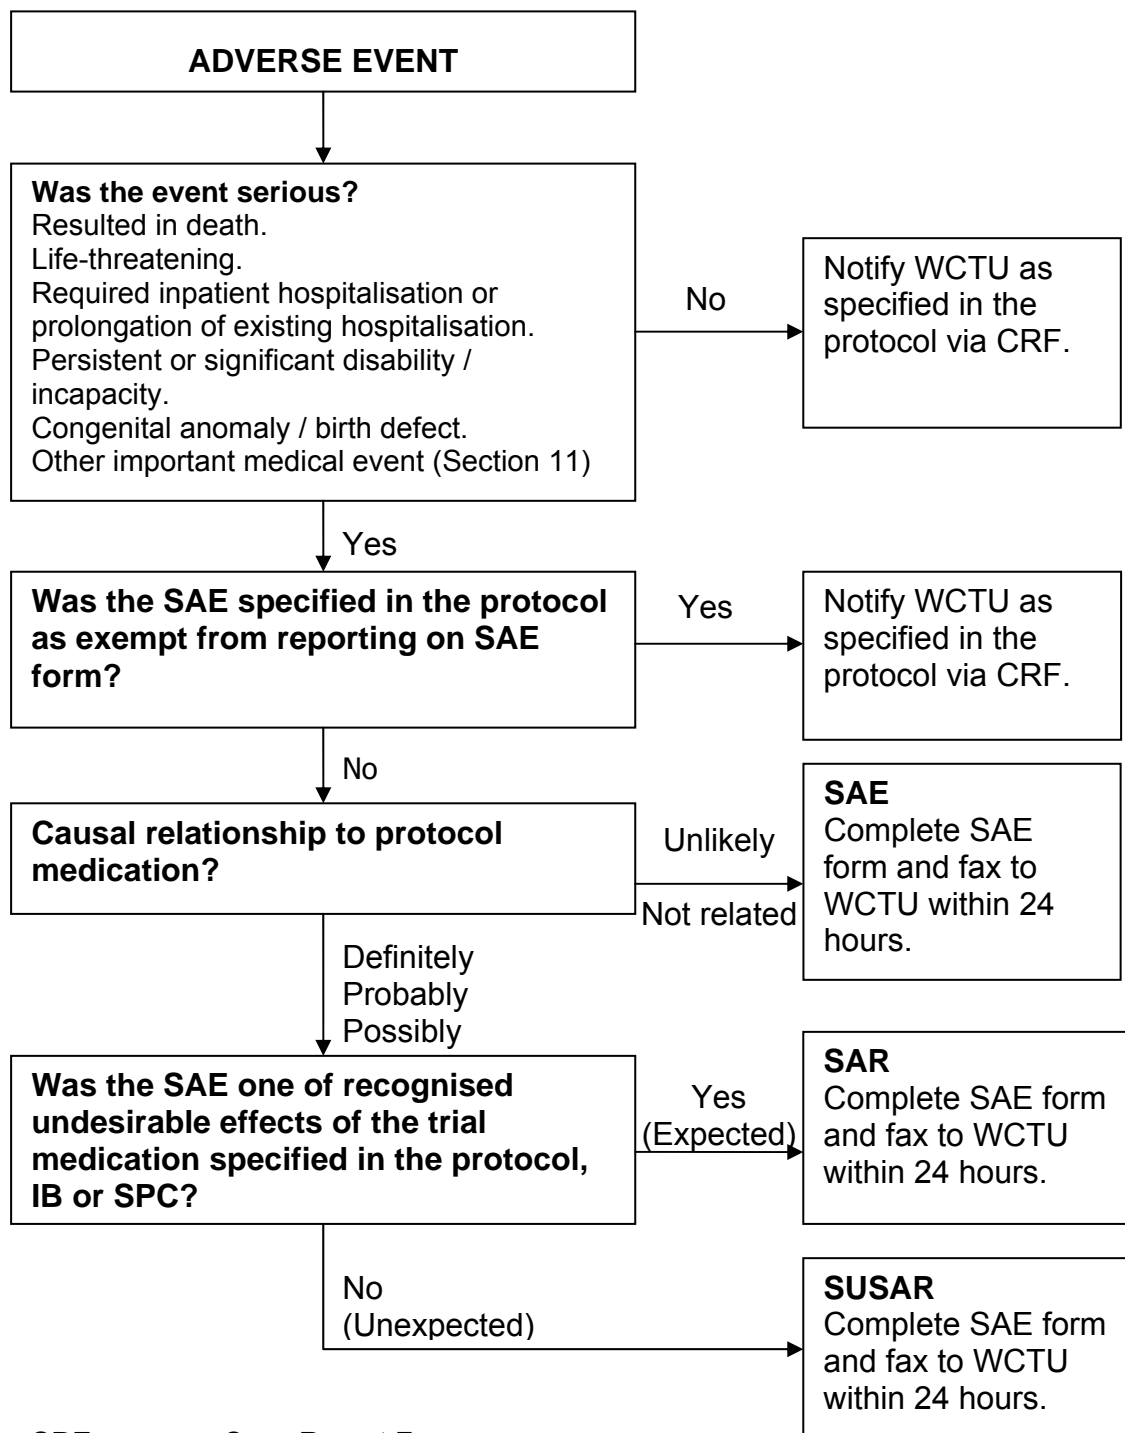 ADVERSE EVENT
Was the event serious?
Resulted in death.
Life-threatening.
Required inpatient hospitalisation or
prolongation of existing hospitalisation.
Persistent or significant disability /
incapacity.
Congenital anomaly / birth defect.
Other important medical event (Section 11)
No
Notify WCTU as
specified in the
protocol via CRF.
Yes
Was the SAE specified in the protocol
as exempt from reporting on SAE
form?
Yes
Notify WCTU as
specified in the
protocol via CRF.
No
Causal relationship to protocol
medication?
Unlikely
Not related
SAE
Complete SAE
form and fax to
WCTU within 24
hours.
Definitely
Probably
Possibly
Was the SAE one of recognised
undesirable effects of the trial
medication specified in the protocol,
IB or SPC?
Yes
(Expected)
SAR
Complete SAE form
and fax to WCTU
within 24 hours.
No
(Unexpected)
SUSAR
Complete SAE form
and fax to WCTU
within 24 hours.